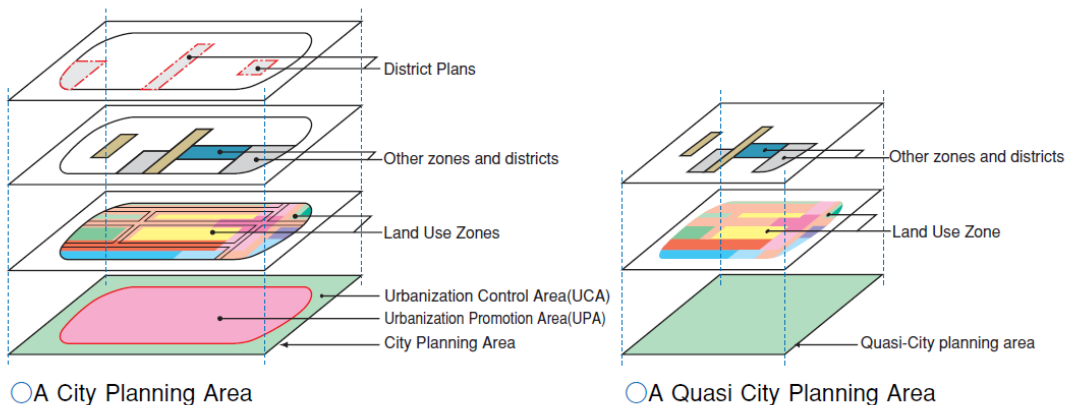 District Plans
Other zones and districts
Land Use Zones
Urbanization Control Area(UCA)
Urbanization Promotion Area(UPA)
City Planning Area
○A City Planning Area
Other zones and districts
Land Use Zone
Quasi-City planning area
○A Quasi City Planning Area